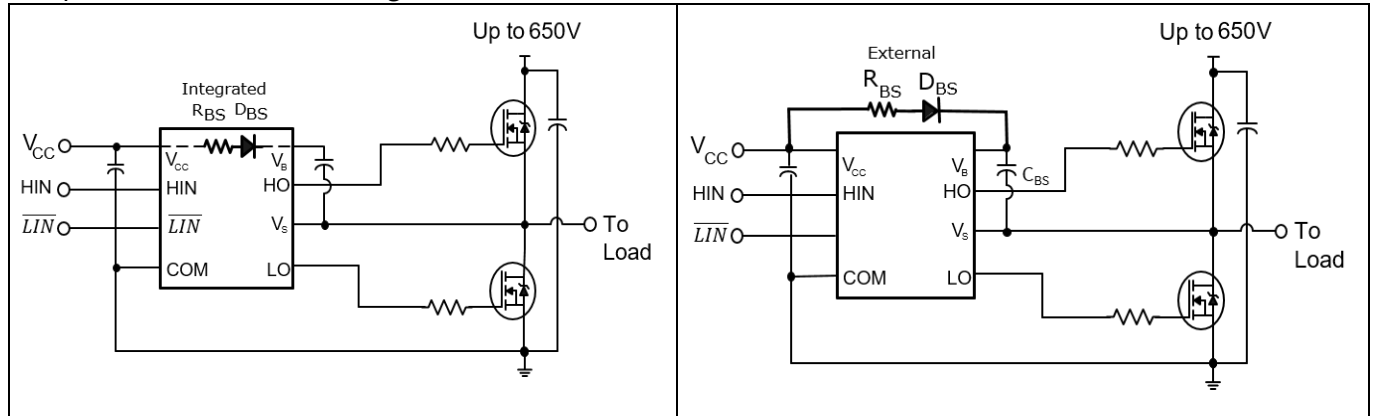 Up to 650V
Integrated
RBS DBS
VCC
VCC
VB
HIN
HIN
HO
LIN
LIN
VS
To
Load
COM
LO
Up to 650V
External
RBS DBS
VCC
VCC
VB
CBS
HIN
HIN
HO
LIN
LIN
VS
To
Load
COM
LO